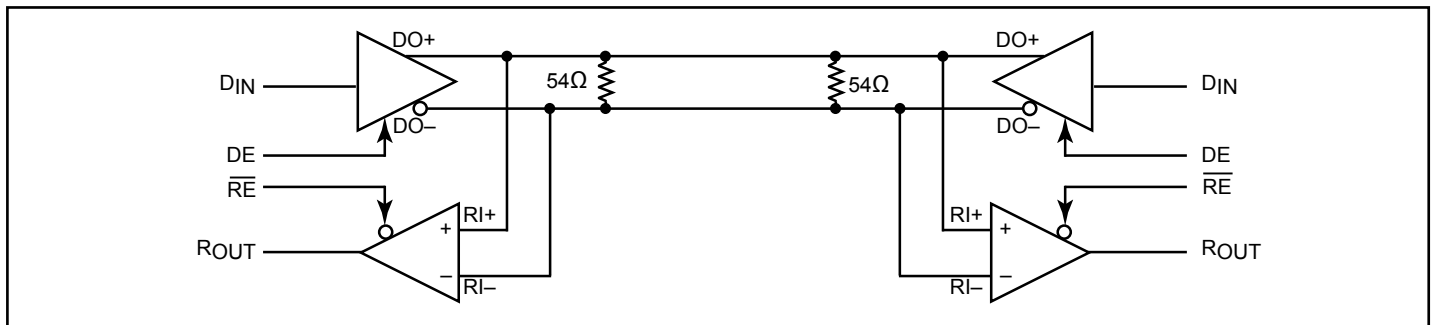 DO+ DO+
DIN 54Ω 54Ω DIN
DO– DO–
DE DE
RE RE
RI+ RI+
+ +
ROUT ROUT
– –
RI– RI–